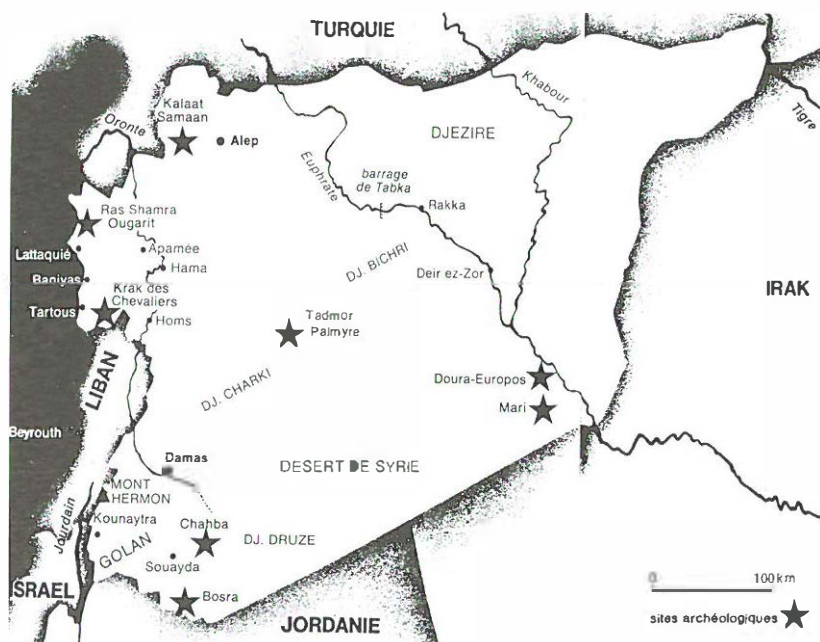 TURQUIE
Kalaat
Samaan
Oronte
Alep
Khabour
DJEZIRE
Tigre
Euphrate
barrage
de Tabka
Rakka
Ras Shamra
Ougarit
Lattaquié
Apamée
Hama
DJ. BICHRI
Deir ez-Zor
Baniyas
Krak des
Chevaliers
Tartous
Homs
Tadmor
Palmyre
IRAK
LIBAN
DJ. CHARKI
Doura-Europos
Mari
Beyrouth
Damas
DESERT DE SYRIE
MONT
HERMON
Jourdain
Kounaytra
Chahba
DJ. DRUZE
GOLAN
Souayda
SRAEL
Bosra
JORDANIE
0 100 km
sites archéologiques